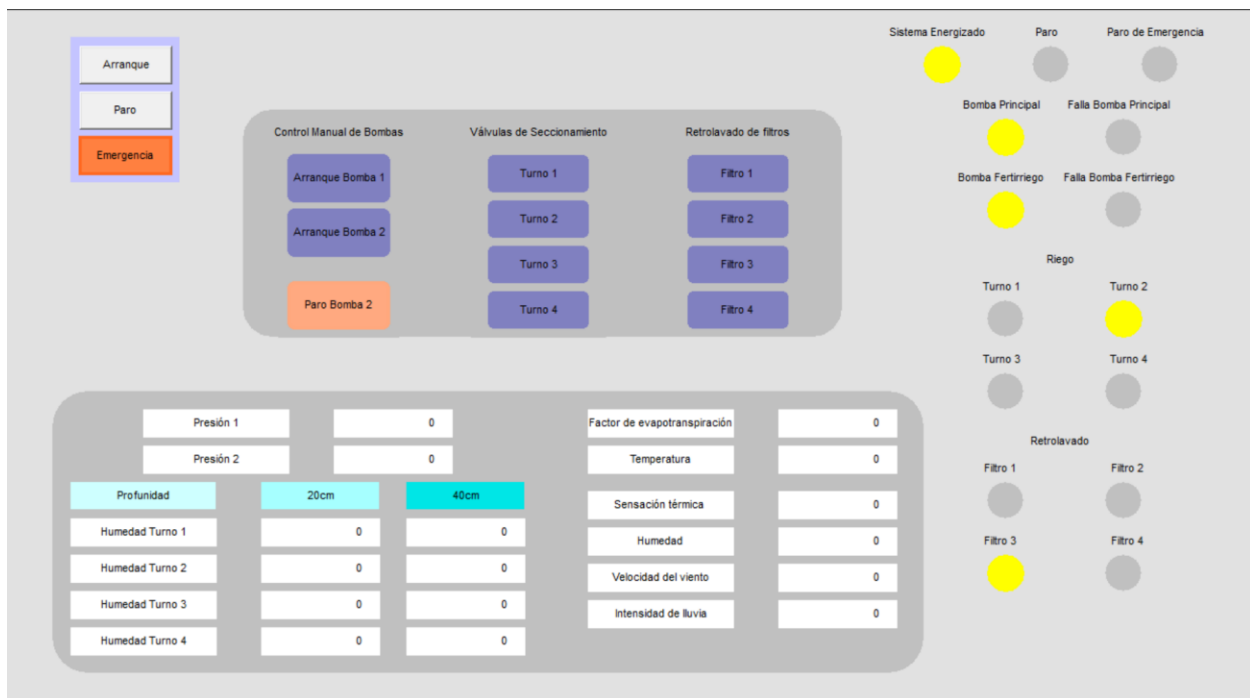 Arranque
Paro
Emergencia
Control Manual de Bombas
Arranque Bomba 1
Arranque Bomba 2
Paro Bomba 2
Válvulas de Seccionamiento
Turno 1
Turno 2
Turno 3
Turno 4
Retrolavado de filtros
Filtro 1
Filtro 2
Filtro 3
Filtro 4
Sistema Energizado Paro Paro de Emergencia
Bomba Principal Falla Bomba Principal
Bomba Fertirriego Falla Bomba Fertirriego
Riego
Turno 1 Turno 2
Turno 3 Turno 4
Retrolavado
Filtro 1 Filtro 2
Filtro 3 Filtro 4
Presión 1 0
Presión 2 0
Profunidad 20cm 40cm
Humedad Turno 1 0 0
Humedad Turno 2 0 0
Humedad Turno 3 0 0
Humedad Turno 4 0 0
Factor de evapotranspiración 0
Temperatura 0
Sensación térmica 0
Humedad 0
Velocidad del viento 0
Intensidad de lluvia 0